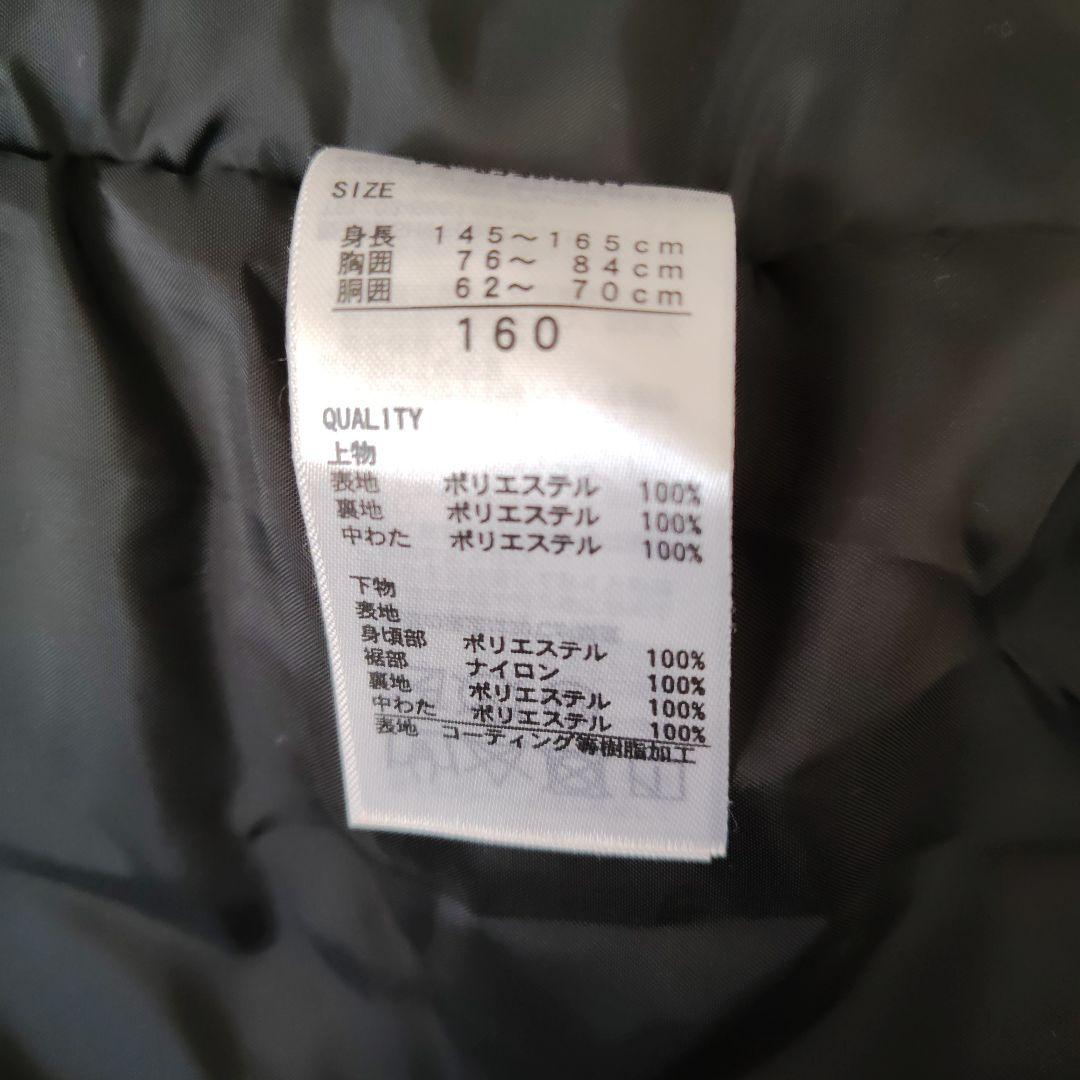 SIZE
身長 145～165cm
胸囲 76～ 84cm
胴囲 62～ 70cm
160
QUALITY
上物
表地 ポリエステル 100%
裏地 ポリエステル 100%
中わた ポリエステル 100%
下物
表地
身頃部 ポリエステル 100%
裾部 ナイロン 100%
裏地 ポリエステル 100%
中わた ポリエステル 100%
表地 コーティング等樹脂加工